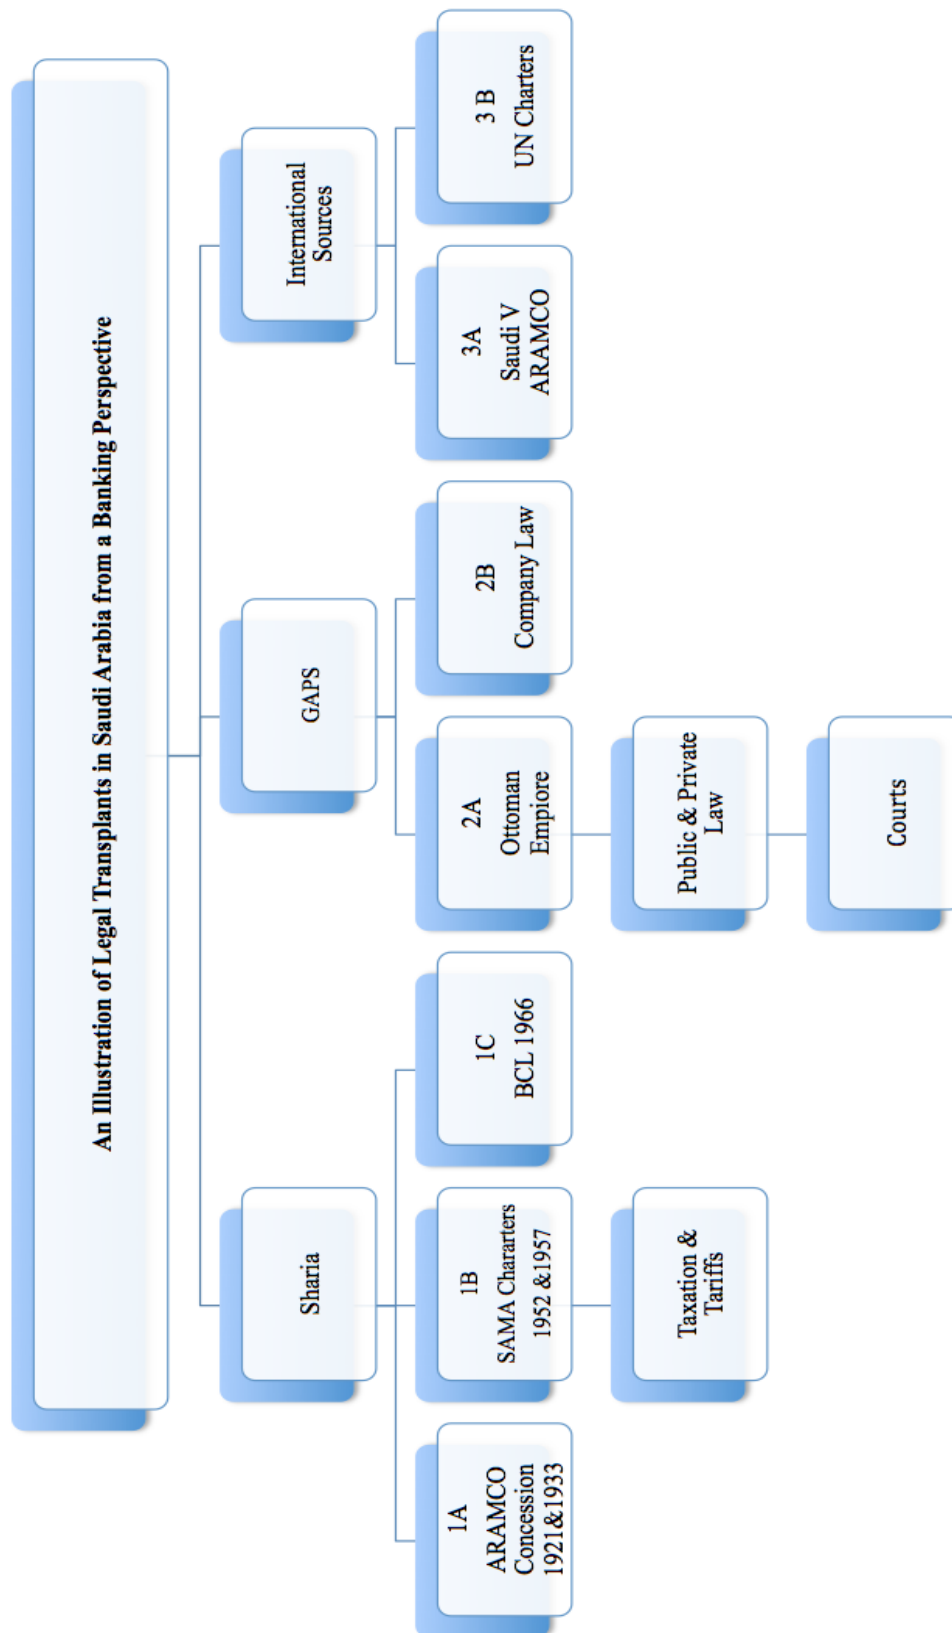 An Illustration of Legal Transplants in Saudi Arabia from a Banking Perspective
Sharia
GAPS
International
Sources
1A
ARAMCO
Concession
1921&1933
1B
SAMA Chararters
1952 &1957
1C
BCL 1966
2A
Ottoman
Empiore
2B
Company Law
3A
Saudi V
ARAMCO
3 B
UN Charters
Taxation &
Tariffs
Public & Private
Law
Courts